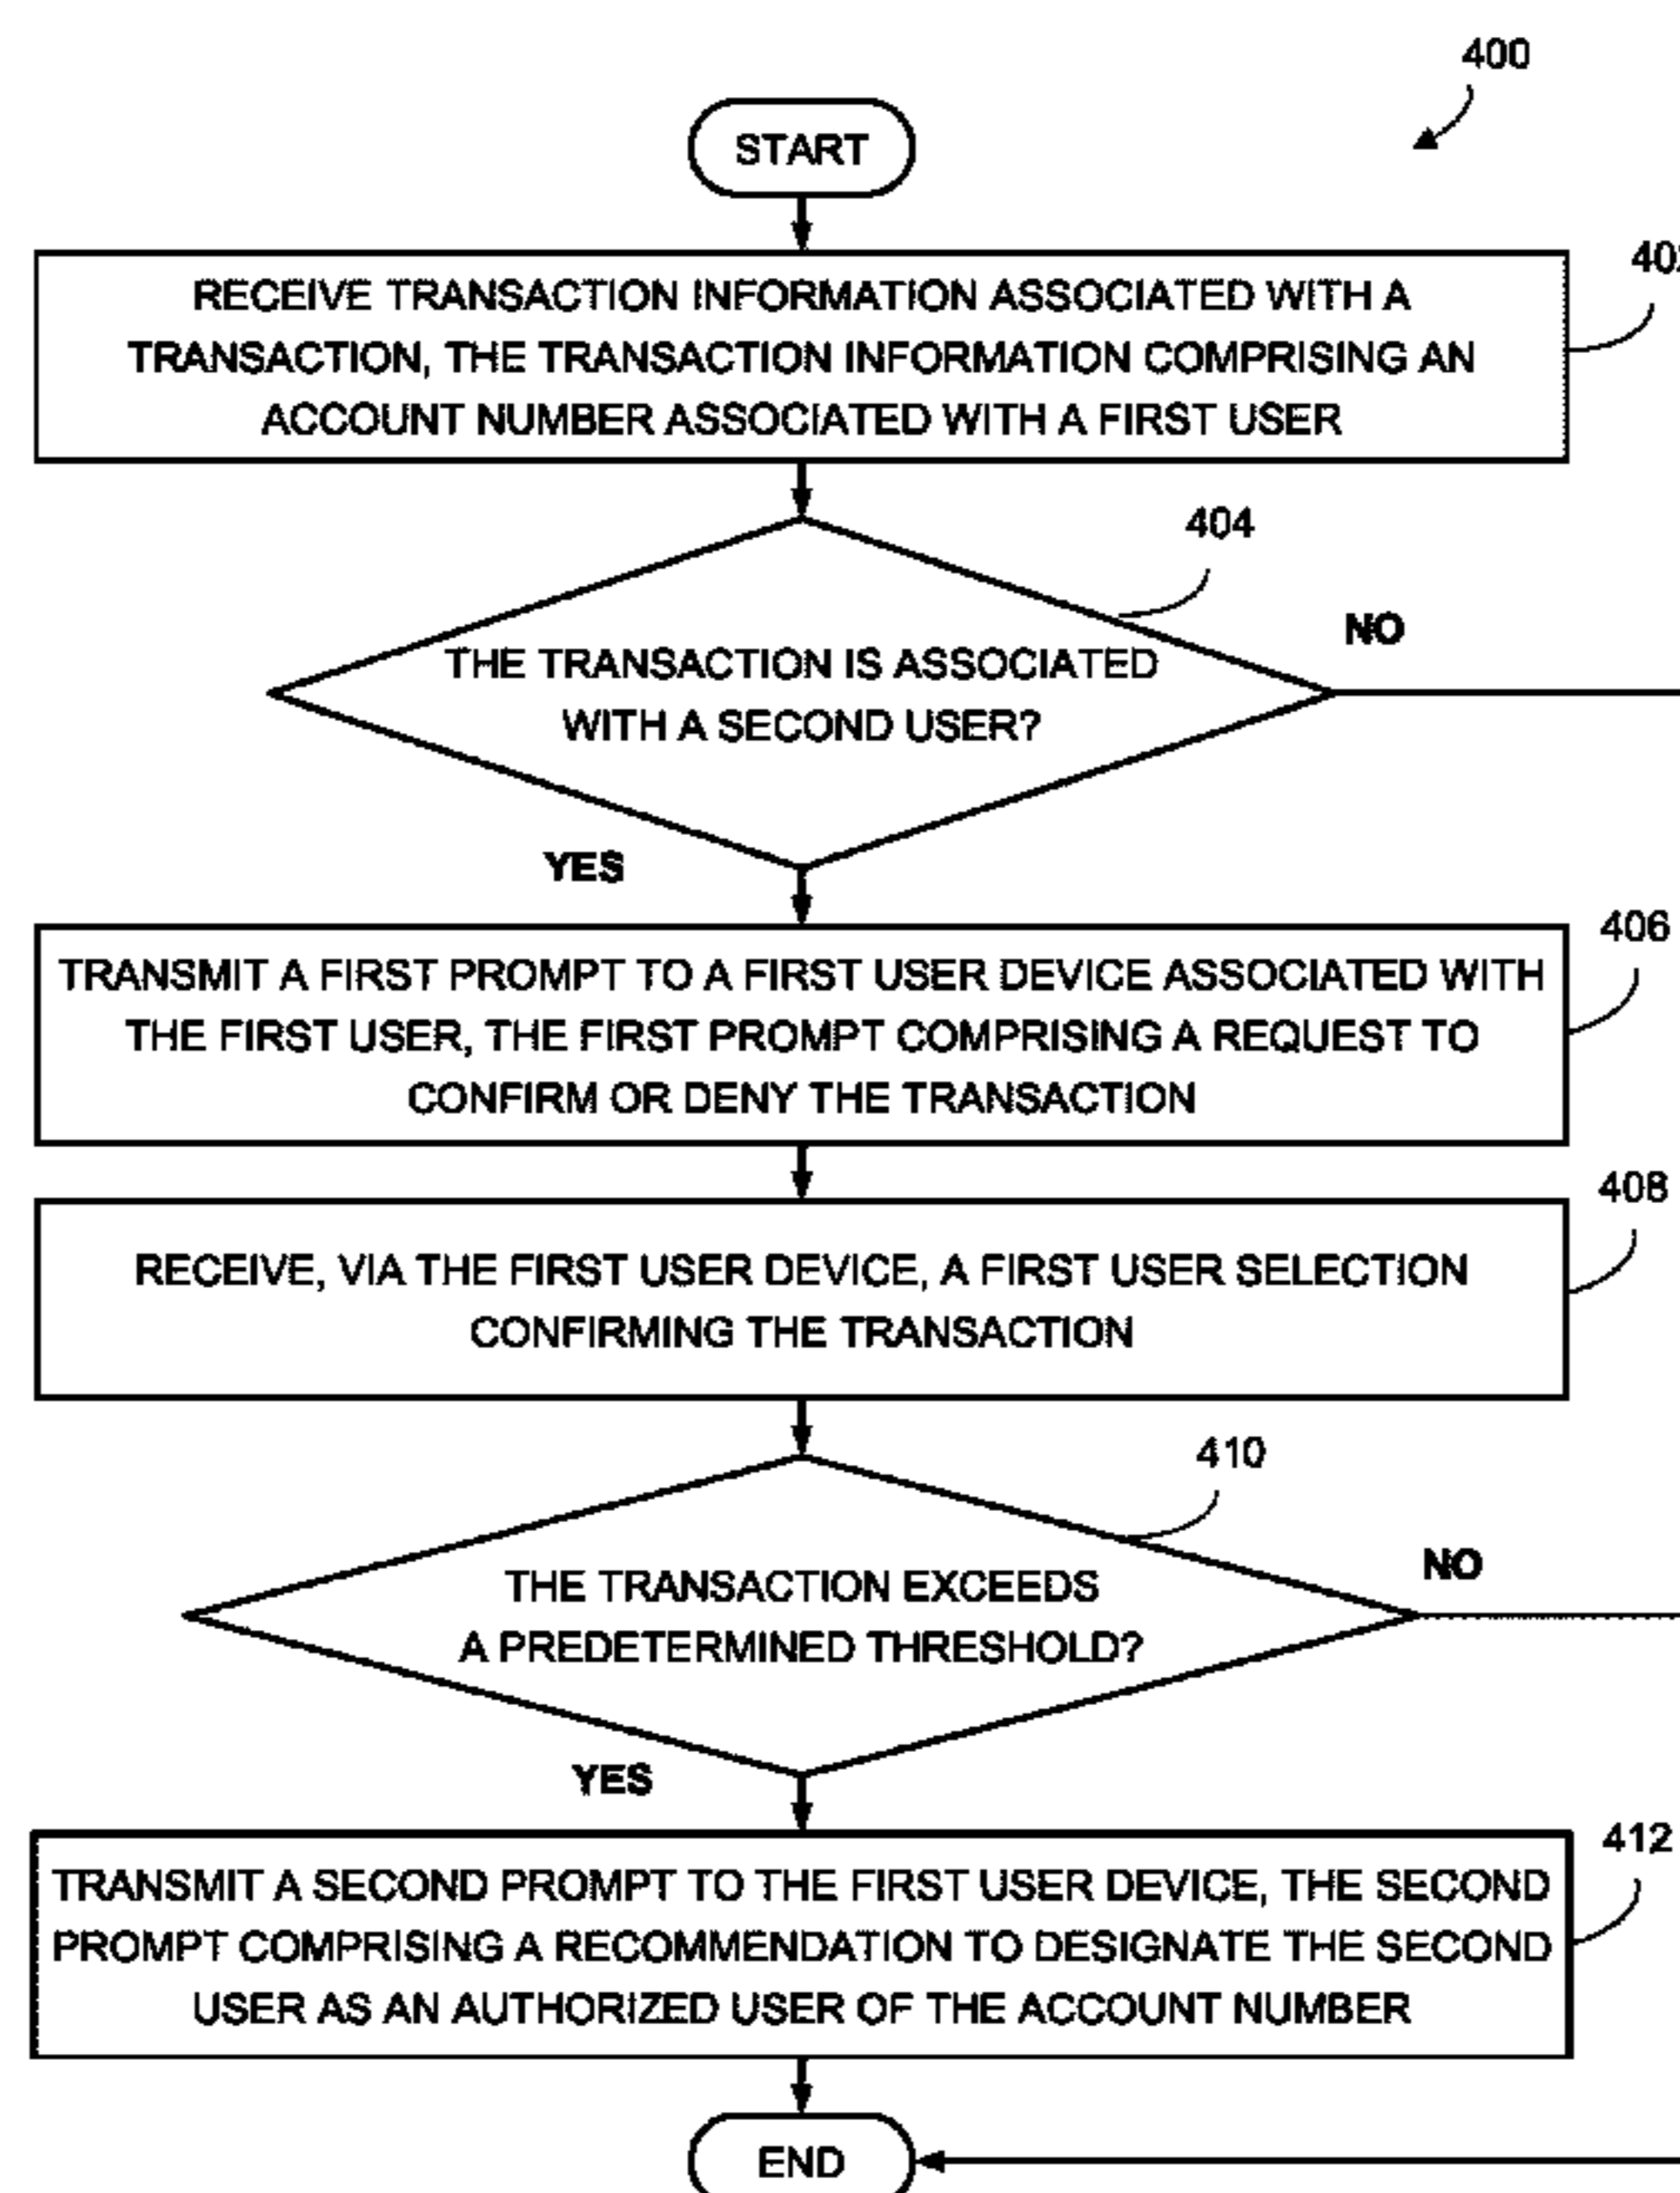 400
START
RECEIVE TRANSACTION INFORMATION ASSOCIATED WITH A
TRANSACTION, THE TRANSACTION INFORMATION COMPRISING AN
ACCOUNT NUMBER ASSOCIATED WITH A FIRST USER
404
NO
THE TRANSACTION IS ASSOCIATED
WITH A SECOND USER?
YES
406
TRANSMIT A FIRST PROMPT TO A FIRST USER DEVICE ASSOCIATED WITH
THE FIRST USER, THE FIRST PROMPT COMPRISING A REQUEST TO
CONFIRM OR DENY THE TRANSACTION
408
RECEIVE, VIA THE FIRST USER DEVICE, A FIRST USER SELECTION
CONFIRMING THE TRANSACTION
410
NO
THE TRANSACTION EXCEEDS
A PREDETERMINED THRESHOLD?
YES
412
TRANSMIT A SECOND PROMPT TO THE FIRST USER DEVICE, THE SECOND
PROMPT COMPRISING A RECOMMENDATION TO DESIGNATE THE SECOND
USER AS AN AUTHORIZED USER OF THE ACCOUNT NUMBER
END